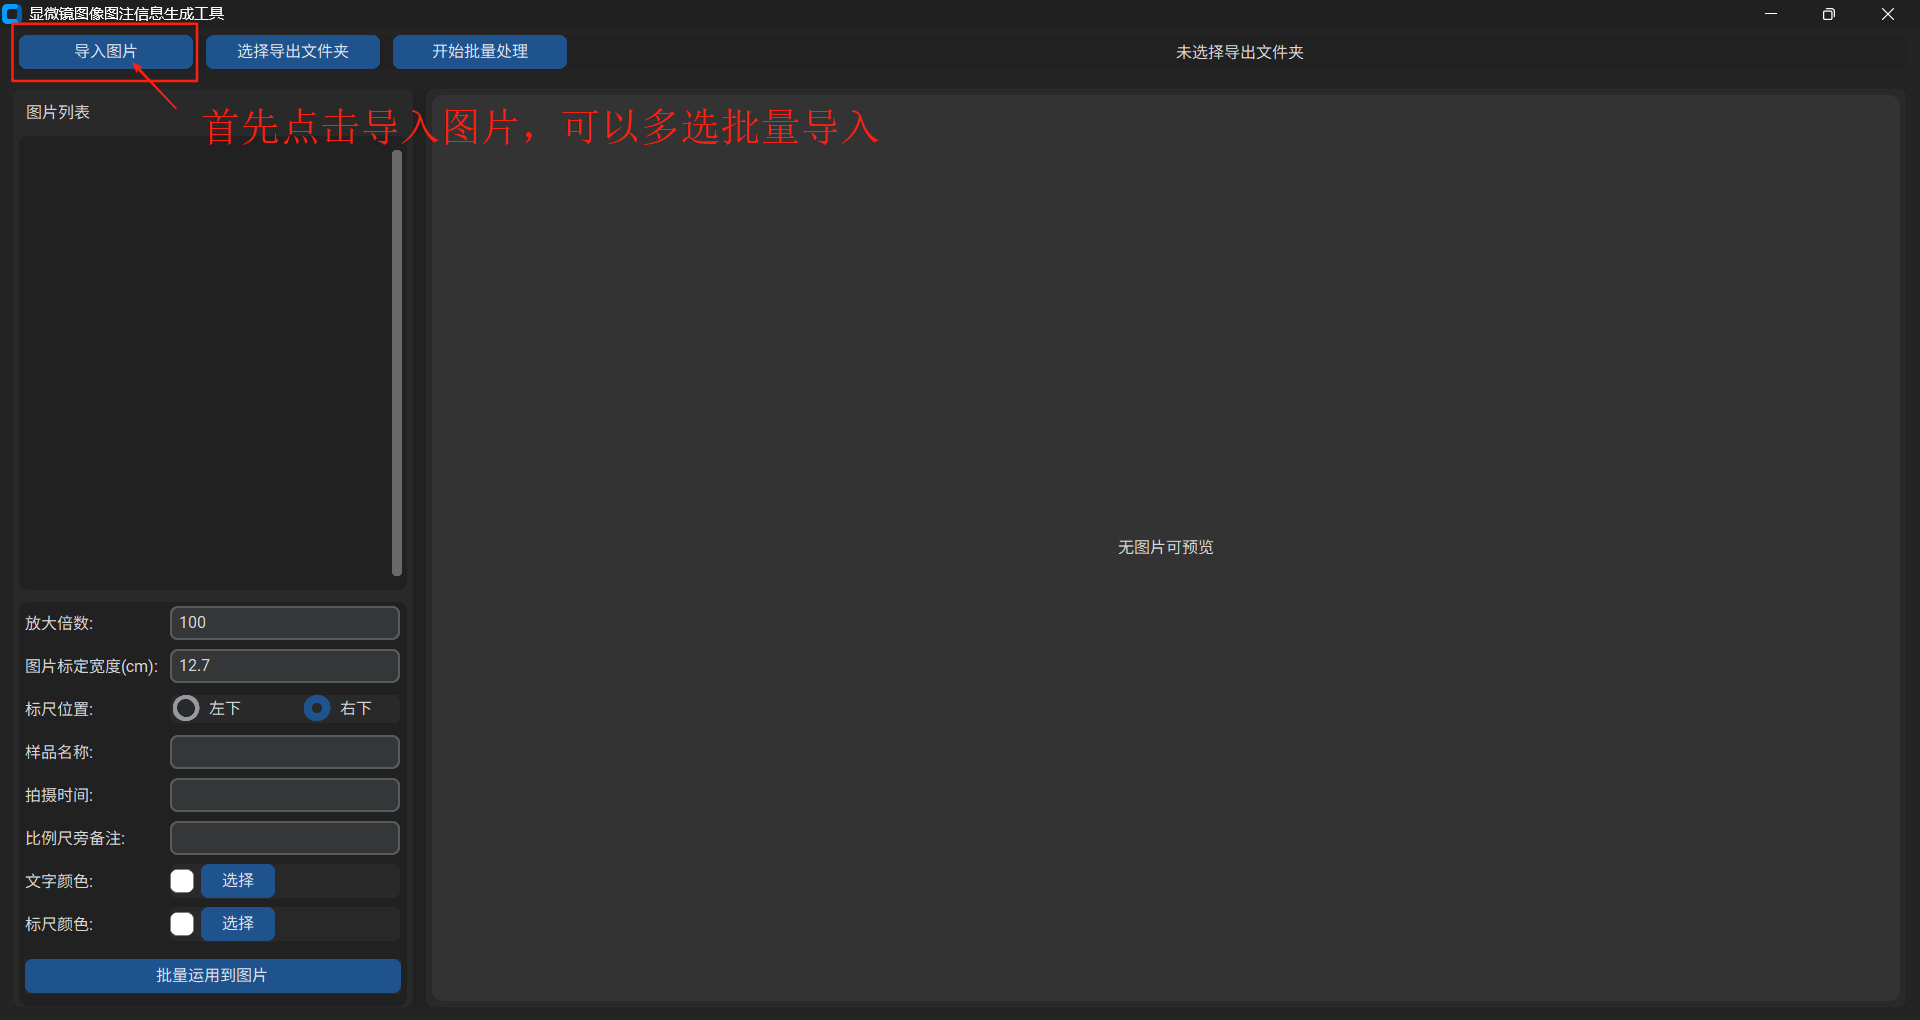 显微镜图像图注信息生成工具
导入图片 选择导出文件夹 开始批量处理 未选择导出文件夹
图片列表
首先点击导入图片，可以多选批量导入
无图片可预览
放大倍数: 100
图片标定宽度(cm): 12.7
标尺位置: 左下 右下
样品名称:
拍摄时间:
比例尺旁备注:
文字颜色: 选择
标尺颜色: 选择
批量运用到图片